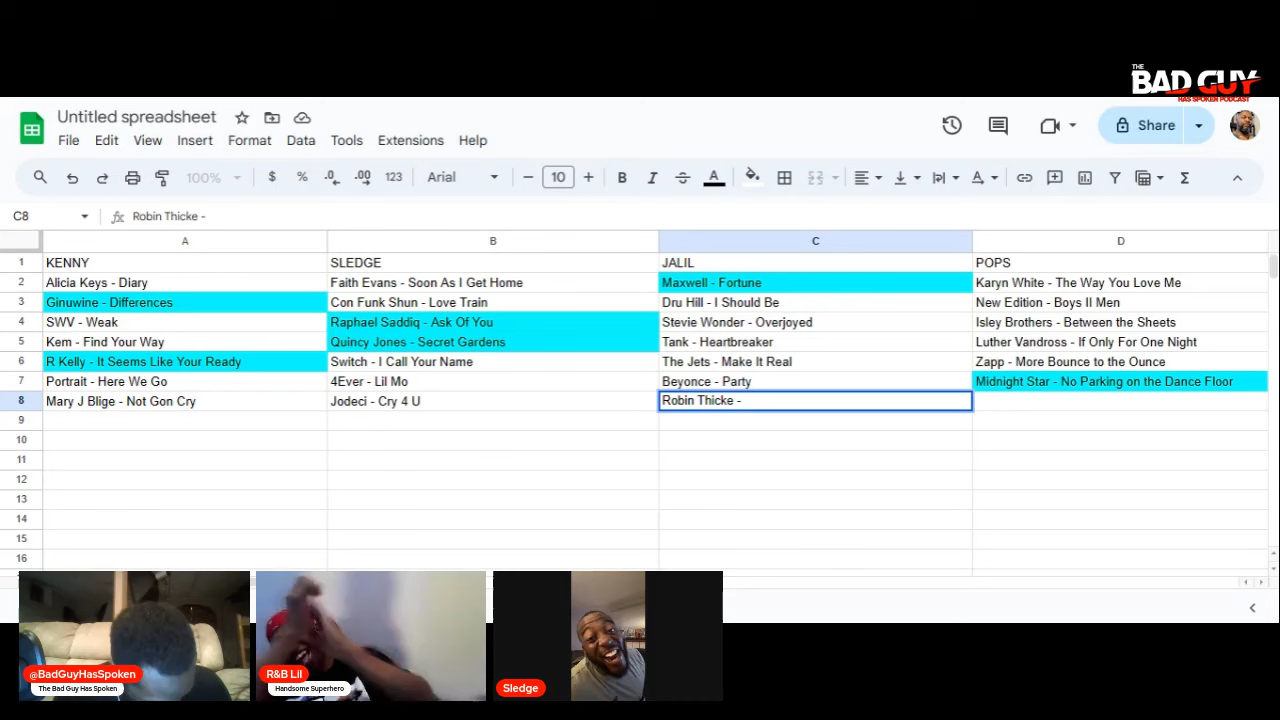 THE
BAD GUY
HAS SPOKEN PODCAST
Untitled spreadsheet
File Edit View Insert Format Data Tools Extensions Help
Share
100% $ % .0 .00 123 Arial 10 B I S A
C8 fx Robin Thicke -
A B C D
1 KENNY SLEDGE JALIL POPS
2 Alicia Keys - Diary Faith Evans - Soon As I Get Home Maxwell - Fortune Karyn White - The Way You Love Me
3 Ginuwine - Differences Con Funk Shun - Love Train Dru Hill - I Should Be New Edition - Boys II Men
4 SWV - Weak Raphael Saddiq - Ask Of You Stevie Wonder - Overjoyed Isley Brothers - Between the Sheets
5 Kem - Find Your Way Quincy Jones - Secret Gardens Tank - Heartbreaker Luther Vandross - If Only For One Night
6 R Kelly - It Seems Like Your Ready Switch - I Call Your Name The Jets - Make It Real Zapp - More Bounce to the Ounce
7 Portrait - Here We Go 4Ever - Lil Mo Beyonce - Party Midnight Star - No Parking on the Dance Floor
8 Mary J Blige - Not Gon Cry Jodeci - Cry 4 U Robin Thicke -
9
10
11
12
13
14
15
16
@BadGuyHasSpoken
The Bad Guy Has Spoken
R&B Lil
Handsome Superhero
Sledge